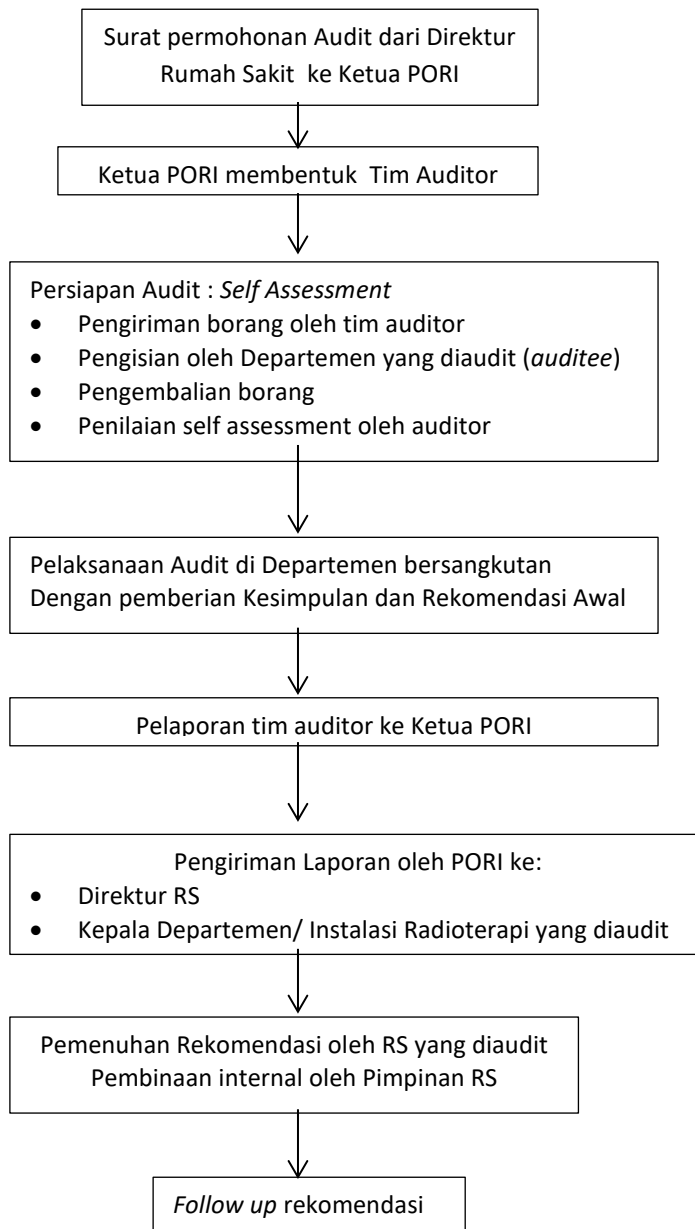 Surat permohonan Audit dari Direktur
Rumah Sakit ke Ketua PORI
Ketua PORI membentuk Tim Auditor
Persiapan Audit : Self Assessment
• Pengiriman borang oleh tim auditor
• Pengisian oleh Departemen yang diaudit (auditee)
• Pengembalian borang
• Penilaian self assessment oleh auditor
Pelaksanaan Audit di Departemen bersangkutan
Dengan pemberian Kesimpulan dan Rekomendasi Awal
Pelaporan tim auditor ke Ketua PORI
Pengiriman Laporan oleh PORI ke:
• Direktur RS
• Kepala Departemen/ Instalasi Radioterapi yang diaudit
Pemenuhan Rekomendasi oleh RS yang diaudit
Pembinaan internal oleh Pimpinan RS
Follow up rekomendasi